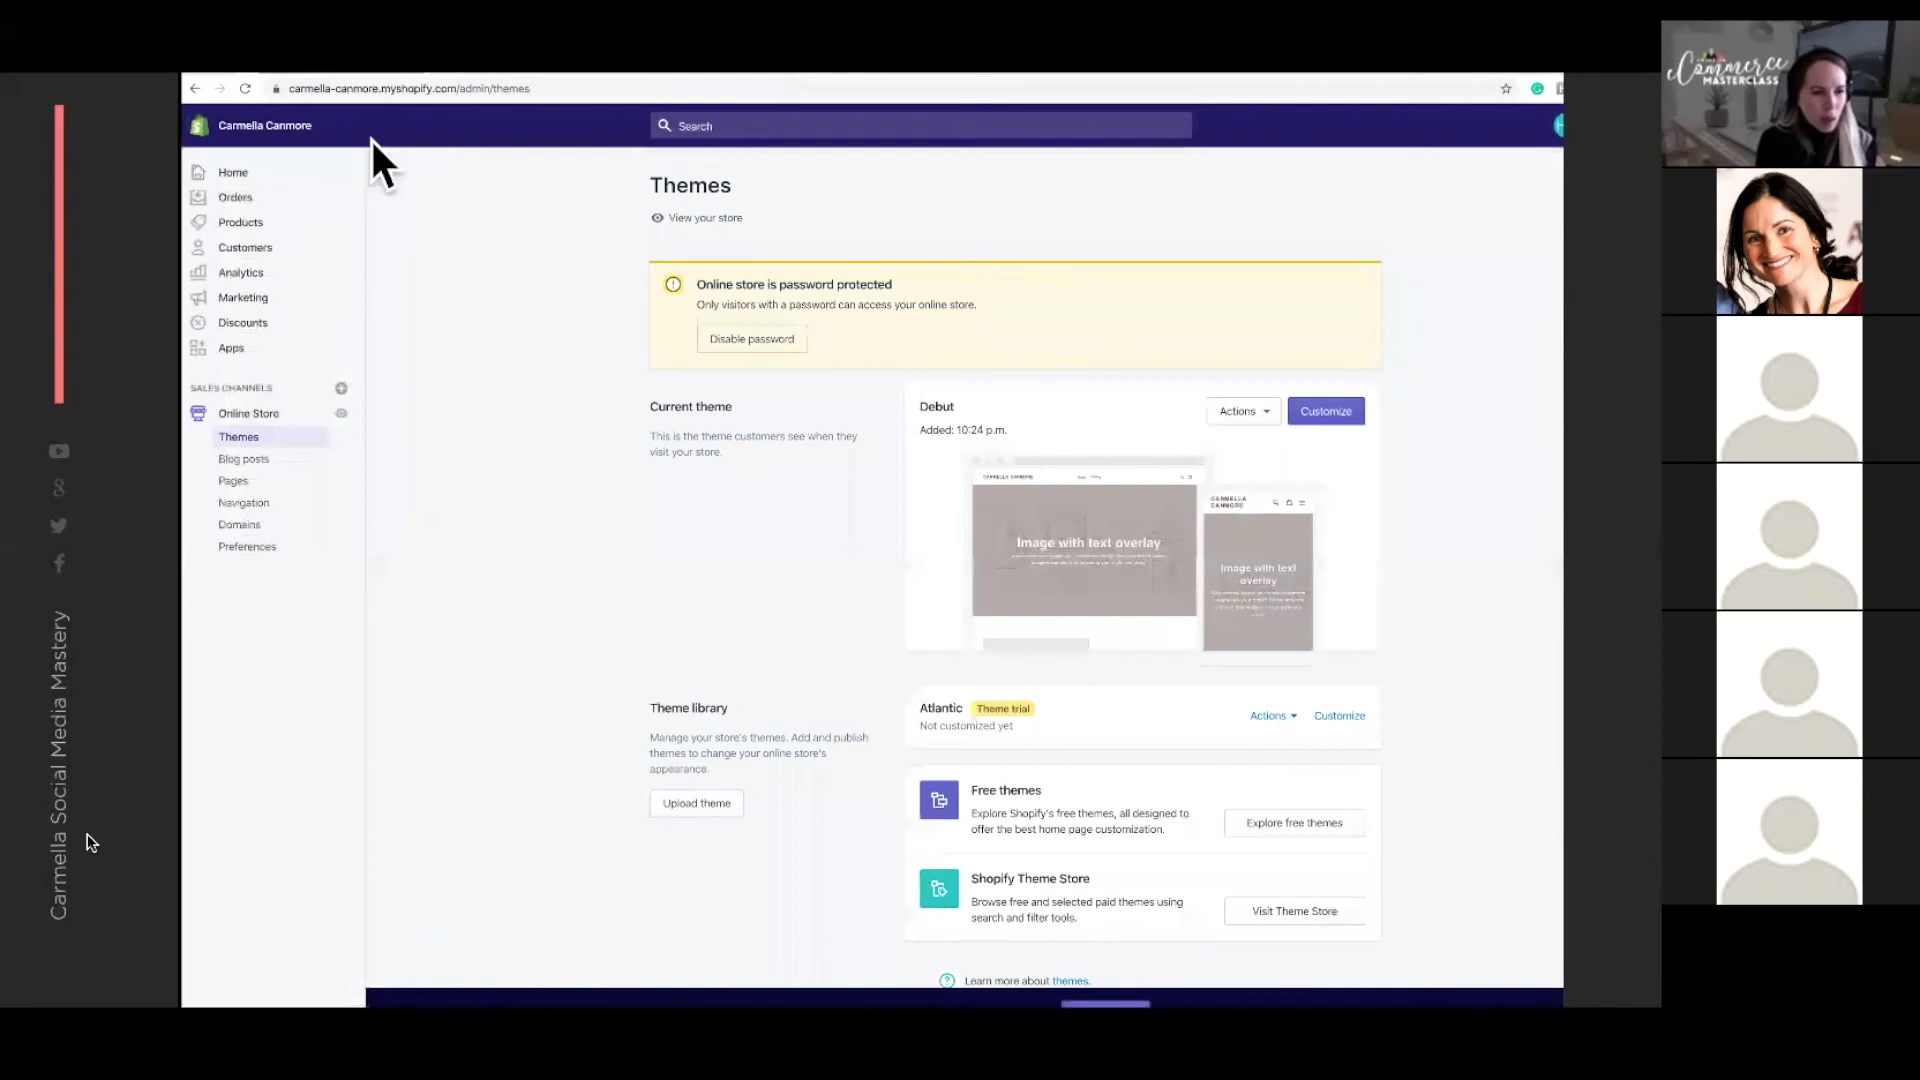 carmella-canmore.myshopify.com/admin/themes
Carmella Canmore
Search
eCommerce
MASTERCLASS
Home
Orders
Products
Customers
Analytics
Marketing
Discounts
Apps
SALES CHANNELS
Online Store
Themes
Blog posts
Pages
Navigation
Domains
Preferences
Themes
View your store
Online store is password protected
Only visitors with a password can access your online store.
Disable password
Current theme
This is the theme customers see when they
visit your store.
Debut
Added: 10:24 p.m.
Actions
Customize
CARMELLA CANMORE
Image with text overlay
CARMELLA
CANMORE
Image with text
overlay
Theme library
Manage your store's themes. Add and publish
themes to change your online store's
appearance.
Upload theme
Atlantic Theme trial
Not customized yet
Actions
Customize
Free themes
Explore Shopify's free themes, all designed to
offer the best home page customization.
Explore free themes
Shopify Theme Store
Browse free and selected paid themes using
search and filter tools.
Visit Theme Store
Learn more about themes.
Carmella Social Media Mastery